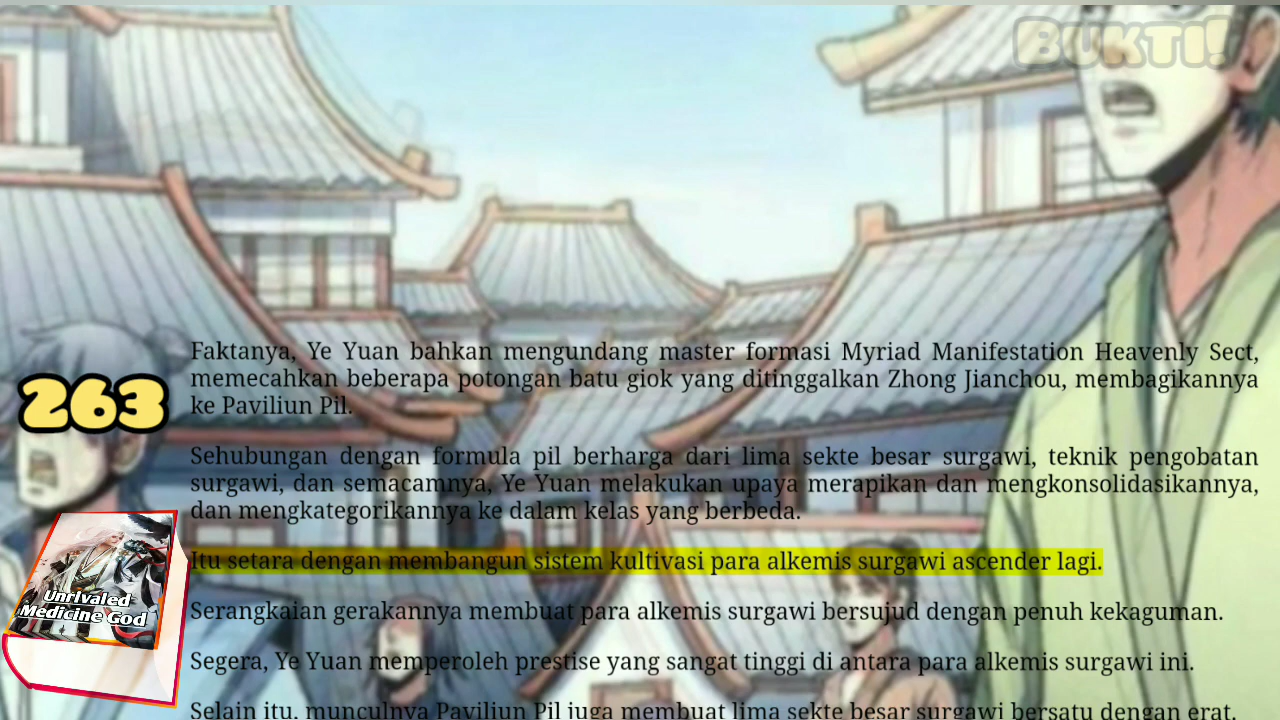 BUKTI!
Faktanya, Ye Yuan bahkan mengundang master formasi Myriad Manifestation Heavenly Sect,
memecahkan beberapa potongan batu giok yang ditinggalkan Zhong Jianchou, membagikannya
ke Paviliun Pil.
263
Sehubungan dengan formula pil berharga dari lima sekte besar surgawi, teknik pengobatan
surgawi, dan semacamnya, Ye Yuan melakukan upaya merapikan dan mengkonsolidasikannya,
dan mengkategorikannya ke dalam kelas yang berbeda.
Itu setara dengan membangun sistem kultivasi para alkemis surgawi ascender lagi.
Unrivaled
Medicine God
Serangkaian gerakannya membuat para alkemis surgawi bersujud dengan penuh kekaguman.
Segera, Ye Yuan memperoleh prestise yang sangat tinggi di antara para alkemis surgawi ini.
Selain itu, munculnya Paviliun Pil juga membuat lima sekte besar surgawi bersatu dengan erat.